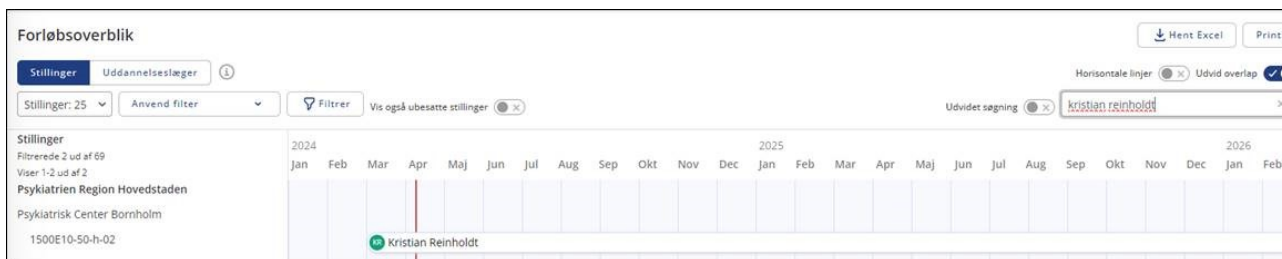 Forløbsoverblik
Hent Excel
Print
Stillinger
Uddannelseslæger
Horisontale linjer
Udvid overlap
Stillinger: 25
Anvend filter
Filtrer
Vis også ubesatte stillinger
Udvidet søgning
kristian reinholdt
Stillinger
Filtrerede 2 ud af 69
Viser 1-2 ud af 2
2024 2025 2026
Jan Feb Mar Apr Maj Jun Jul Aug Sep Okt Nov Dec Jan Feb Mar Apr Maj Jun Jul Aug Sep Okt Nov Dec Jan Feb
Psykiatrien Region Hovedstaden
Psykiatrisk Center Bornholm
1500E10-50-h-02
KR Kristian Reinholdt